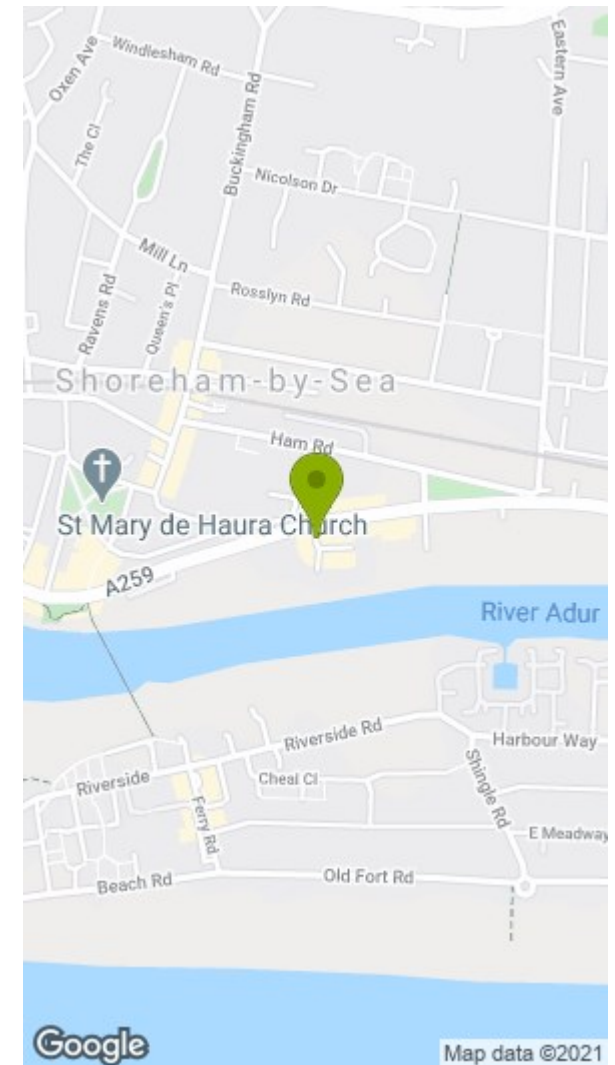 Windlesham Rd
Oxen Ave
Eastern Ave
The Cl
Buckingham Rd
Nicolson Dr
Mill Ln
Rosslyn Rd
Ravens Rd
Queen's Pl
Shoreham-by-Sea
Ham Rd
St Mary de Haura Church
A259
River Adur
Riverside Rd
Harbour Way
Riverside
Cheal Cl
Shingle Rd
Ferry Rd
E Meadway
Beach Rd
Old Fort Rd
Google
Map data ©2021